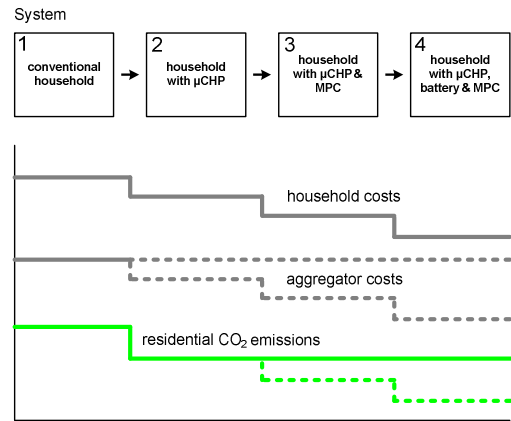 System
1
conventional
household
2
household
with µCHP
3
household
with µCHP &
MPC
4
household
with µCHP,
battery & MPC
household costs
aggregator costs
residential CO2 emissions